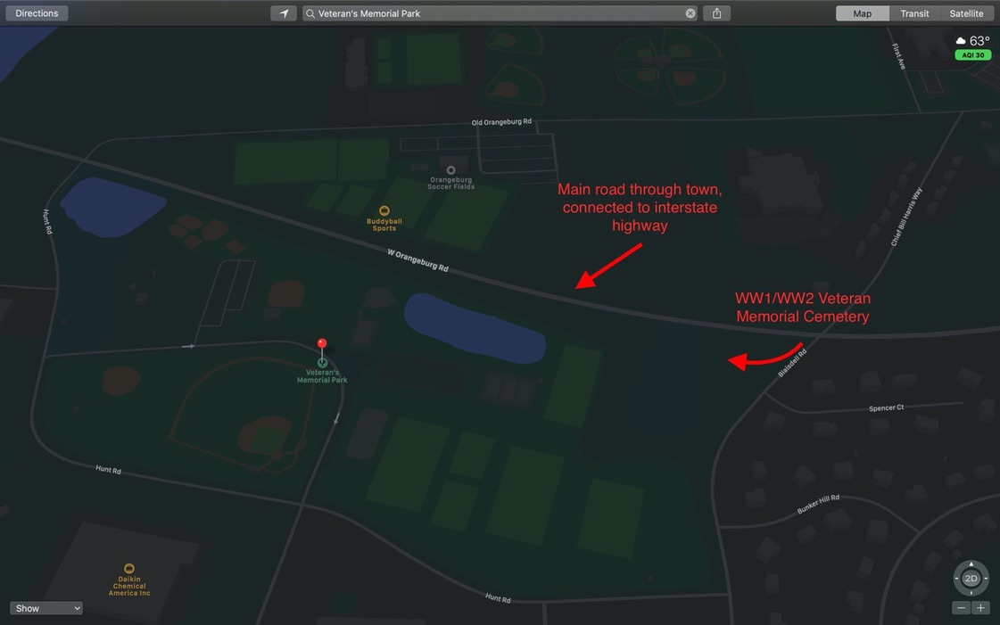 Directions
Veteran's Memorial Park
Map
Transit
Satellite
63°
AQI 30
First Ave
Old Orangeburg Rd
Orangeburg
Soccer Fields
Main road through town,
connected to interstate
highway
Buddyball
Sports
Hunt Rd
Chief Bill Harris Way
W Orangeburg Rd
WW1/WW2 Veteran
Memorial Cemetery
Veteran's
Memorial Park
Blaisdell Rd
Spencer Ct
Hunt Rd
Bunker Hill Rd
Daikin
Chemical
America Inc
2D
Hunt Rd
Show